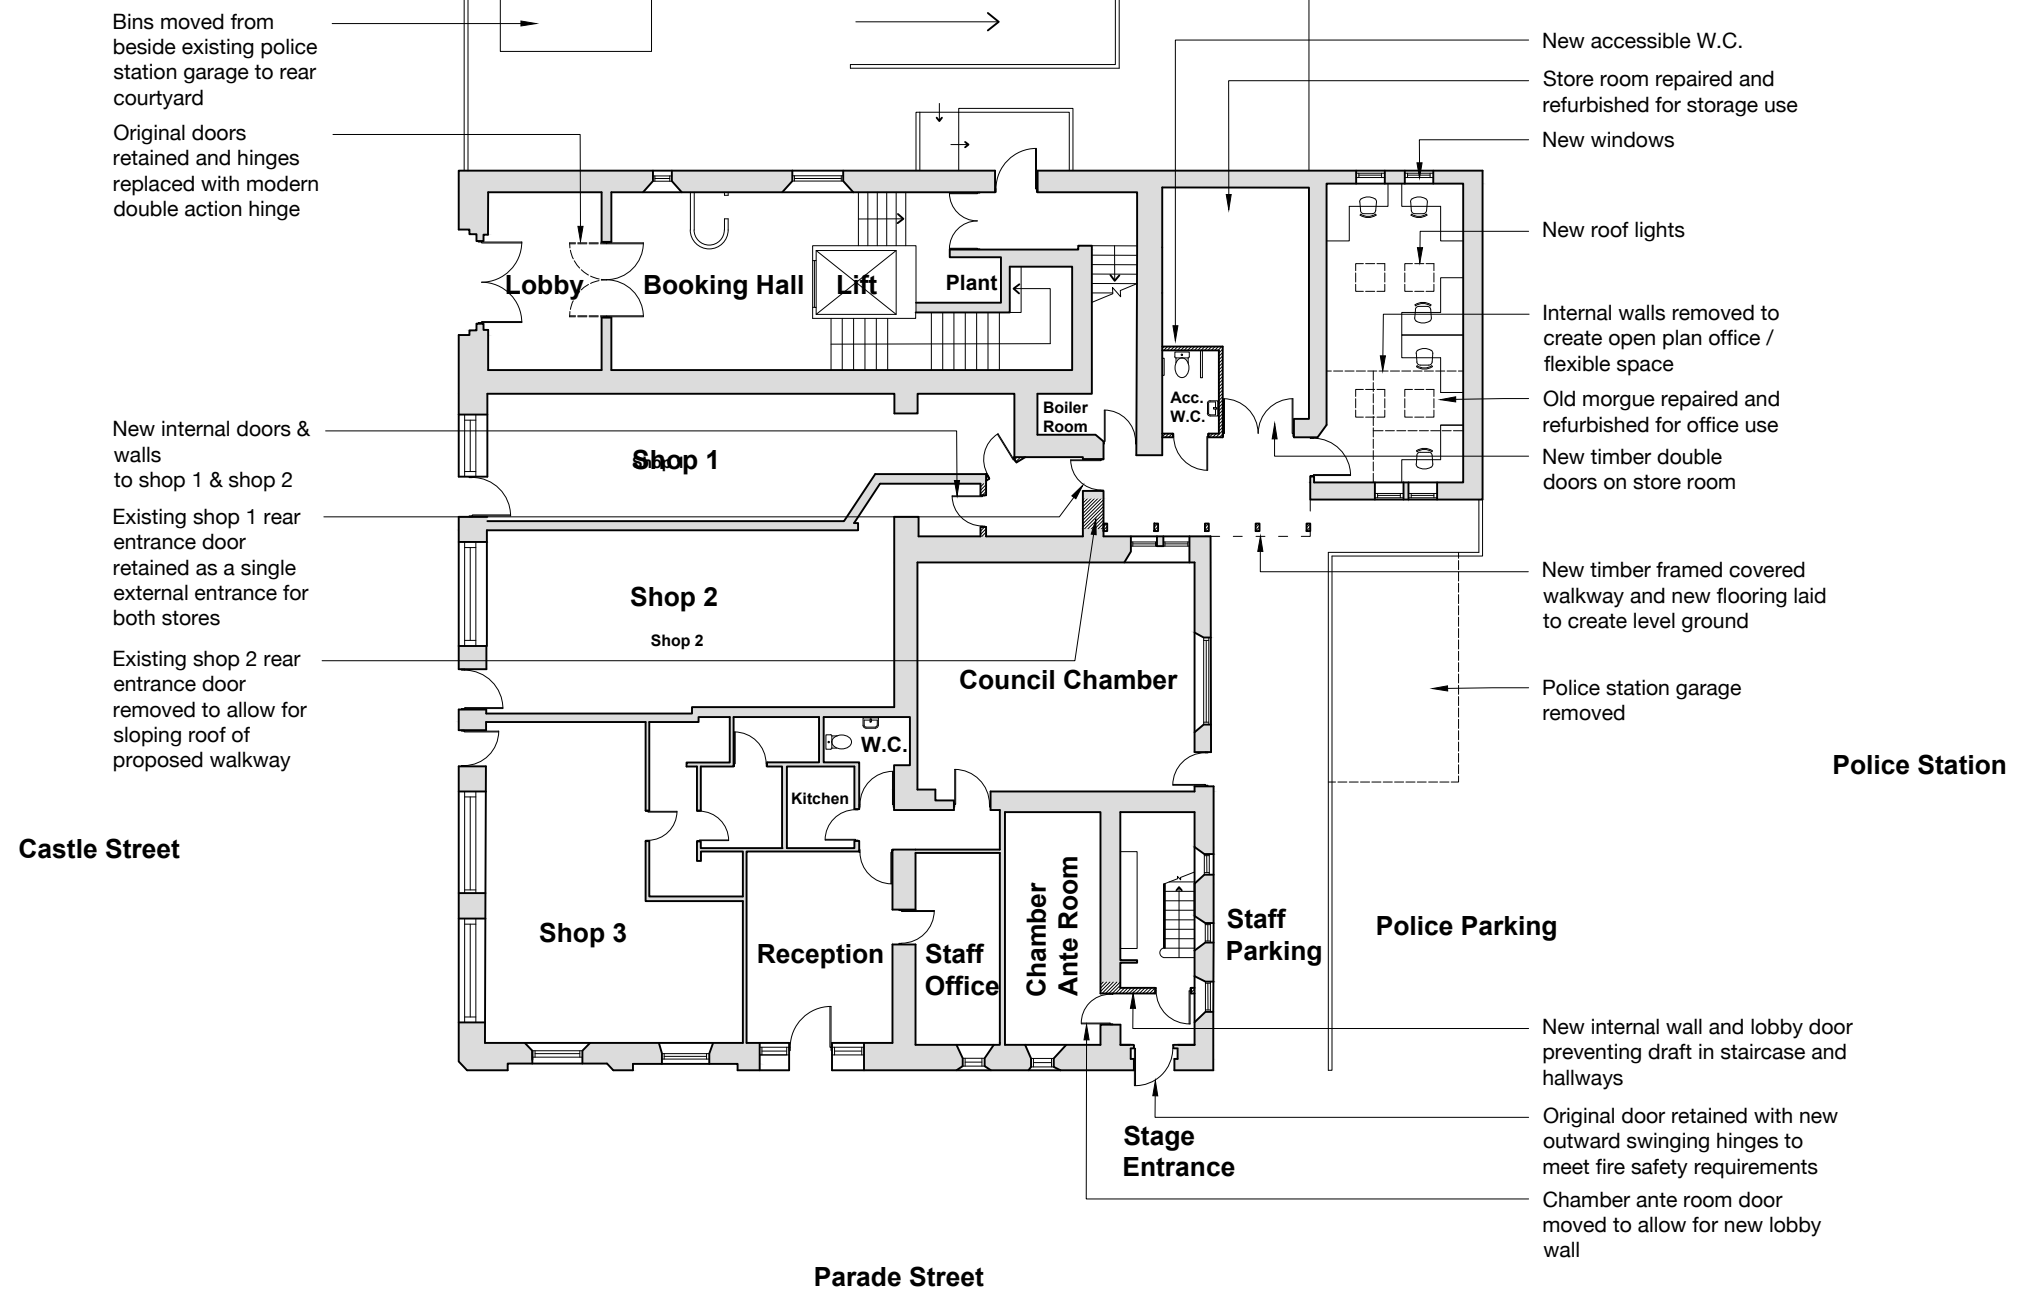 Bins moved from
beside existing police
station garage to rear
courtyard
Original doors
retained and hinges
replaced with modern
double action hinge
New internal doors &
walls
to shop 1 & shop 2
Existing shop 1 rear
entrance door
retained as a single
external entrance for
both stores
Existing shop 2 rear
entrance door
removed to allow for
sloping roof of
proposed walkway
Castle Street
Lobby
Booking Hall
Lift
Plant
Boiler
Room
Acc.
W.C.
Shop 1
Shop 1
Shop 2
Shop 2
Council Chamber
W.C.
Kitchen
Shop 3
Reception
Staff
Office
Chamber
Ante Room
Staff
Parking
Police Parking
Police Station
Stage
Entrance
Parade Street
New accessible W.C.
Store room repaired and
refurbished for storage use
New windows
New roof lights
Internal walls removed to
create open plan office /
flexible space
Old morgue repaired and
refurbished for office use
New timber double
doors on store room
New timber framed covered
walkway and new flooring laid
to create level ground
Police station garage
removed
New internal wall and lobby door
preventing draft in staircase and
hallways
Original door retained with new
outward swinging hinges to
meet fire safety requirements
Chamber ante room door
moved to allow for new lobby
wall